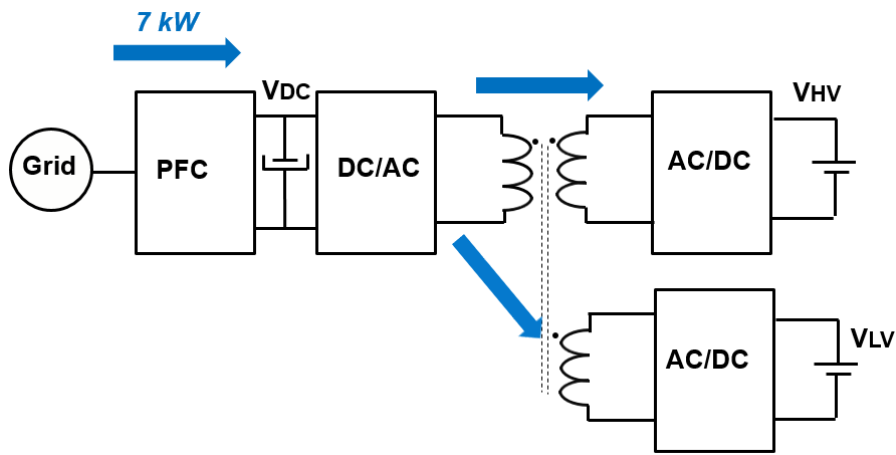 7 kW
VDC
VHV
Grid
PFC
DC/AC
AC/DC
AC/DC
VLV